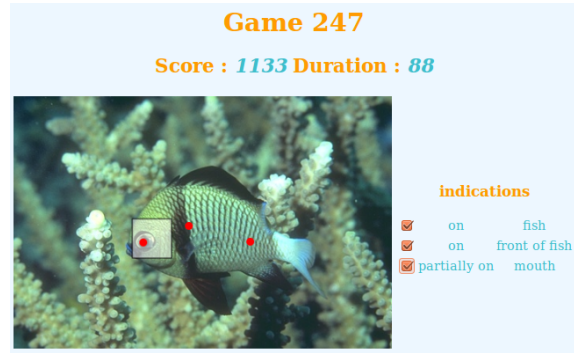 Game 247
Score : 1133 Duration : 88
indications
on fish
on front of fish
partially on mouth